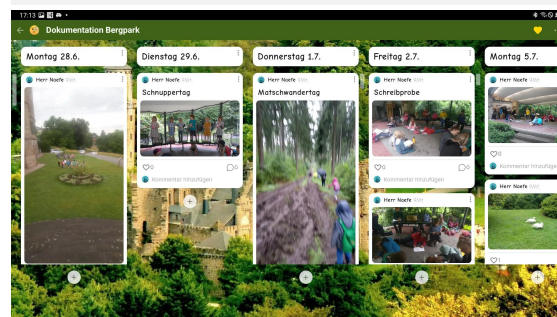 17:13
Dokumentation Bergpark
Montag 28.6.
Herr Noefe
Dienstag 29.6.
Herr Noefe
Schnuppertag
0
0
Kommentar hinzufügen
Donnerstag 1.7.
Herr Noefe
Matschwandertag
Freitag 2.7.
Herr Noefe
Schreibprobe
0
0
Kommentar hinzufügen
Herr Noefe
Montag 5.7.
Herr Noefe
0
Kommentar hinzufüge
Herr Noefe
1